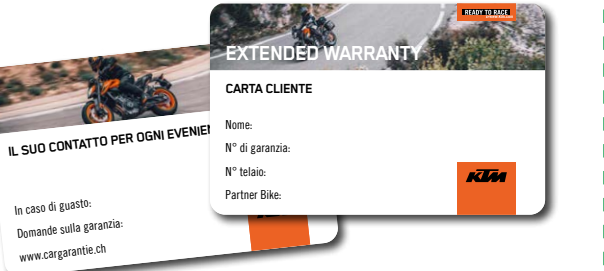 READY TO RACE
EXTENDED WARRANTY
CARTA CLIENTE
Nome:
N° di garanzia:
N° telaio:
Partner Bike:
KTM
IL SUO CONTATTO PER OGNI
In caso di guasto:
Domande sulla garanzia:
www.cargarantie.ch